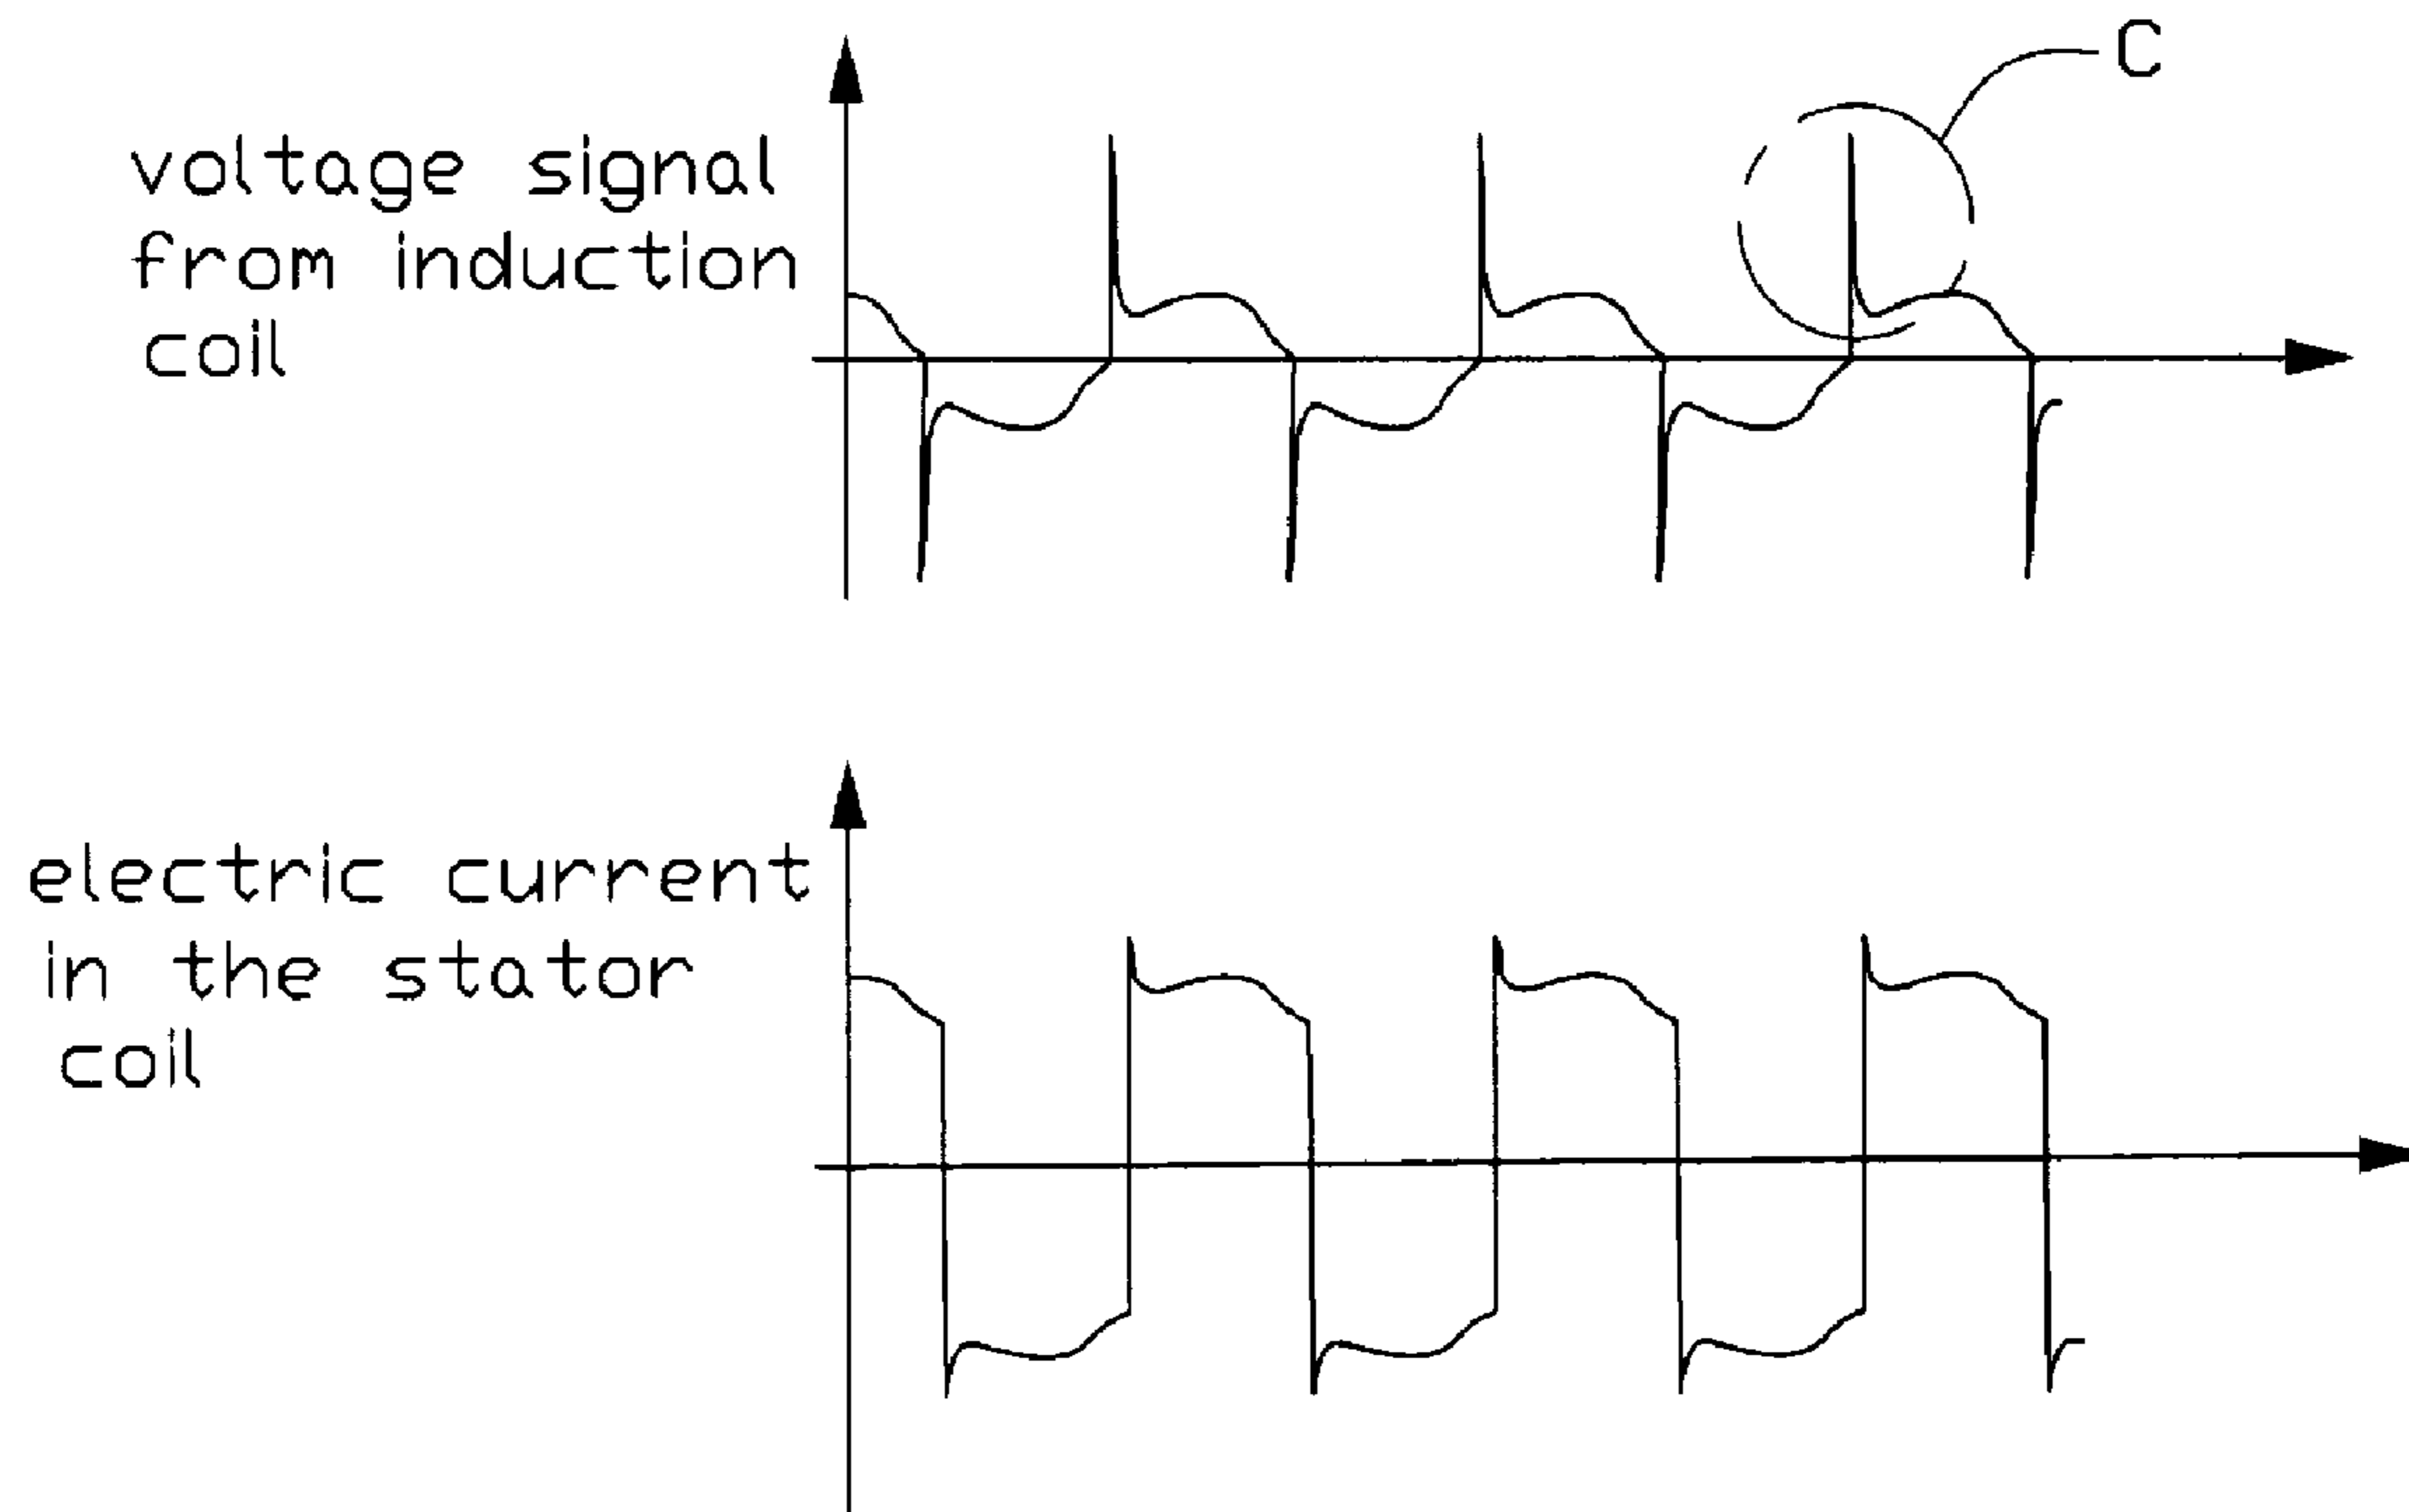 C
voltage signal
from induction
coil
electric current
in the stator
coil